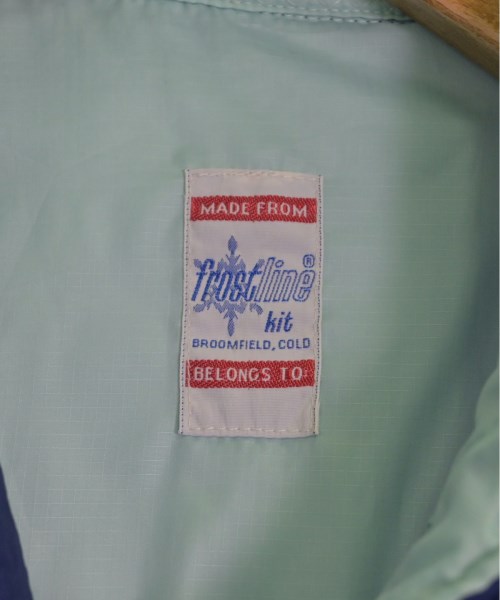 MADE FROM
frostline®
kit
BROOMFIELD, COLO
BELONGS TO: